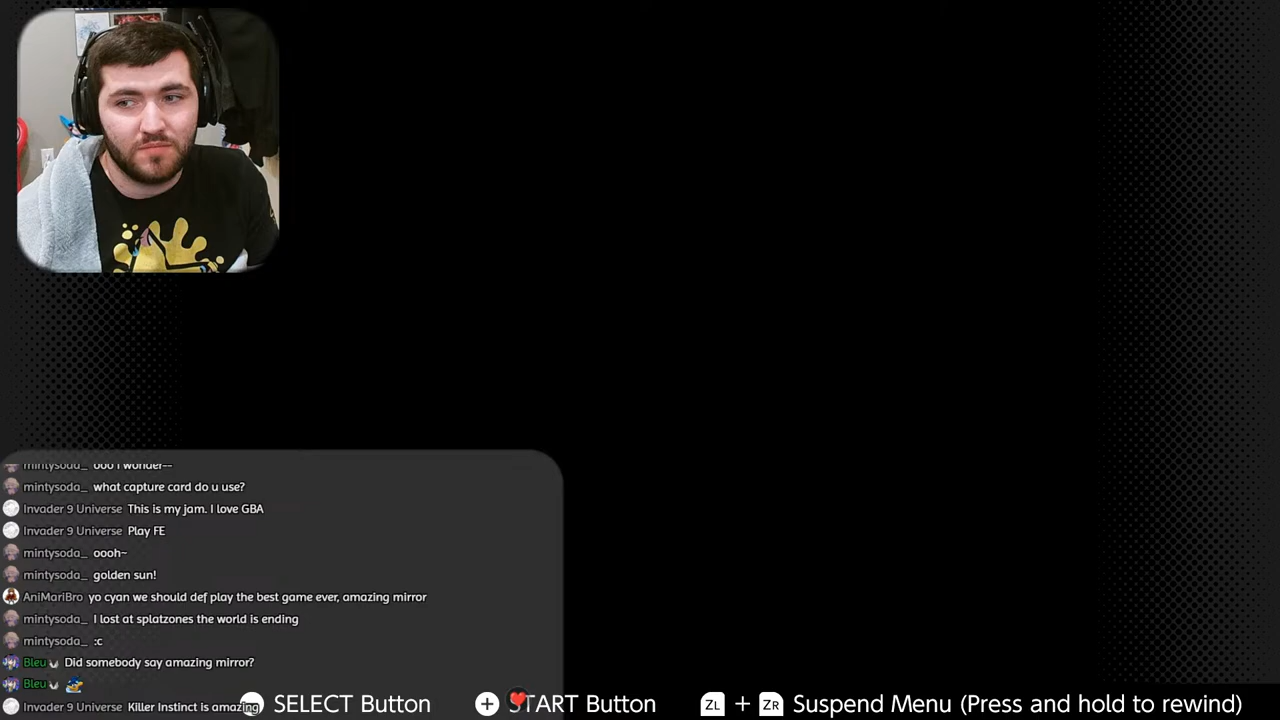 mintysoda_ ooo i wonder--
mintysoda_ what capture card do u use?
Invader 9 Universe This is my jam. I love GBA
Invader 9 Universe Play FE
mintysoda_ oooh~
mintysoda_ golden sun!
AniMariBro yo cyan we should def play the best game ever, amazing mirror
mintysoda_ I lost at splatzones the world is ending
mintysoda_ :c
Bleu Did somebody say amazing mirror?
Bleu
Invader 9 Universe Killer Instinct is amazing
SELECT Button + START Button ZL + ZR Suspend Menu (Press and hold to rewind)